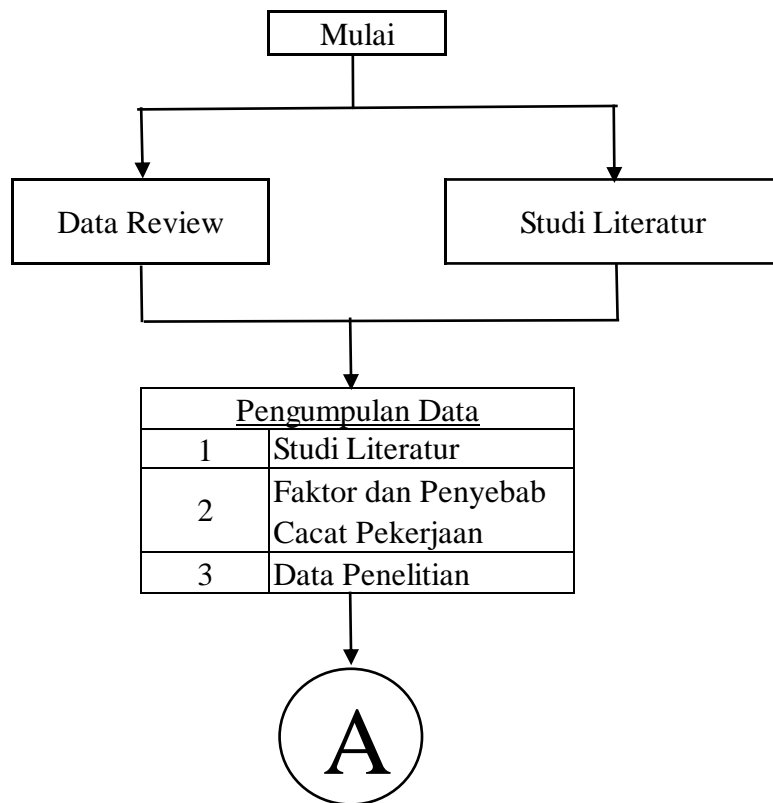 Mulai
Data Review
Studi Literatur
Pengumpulan Data
1 Studi Literatur
2 Faktor dan Penyebab
Cacat Pekerjaan
3 Data Penelitian
A